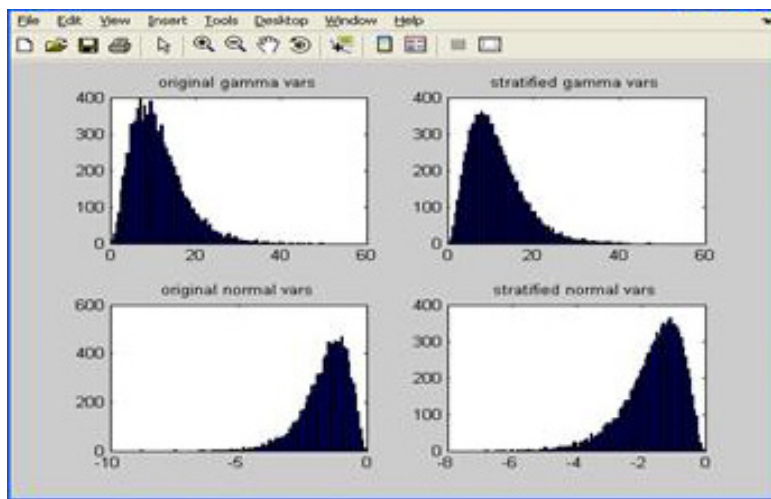 File Edit View Insert Tools Desktop Window Help
original gamma vars
400
300
200
100
0
0 20 40 60
stratified gamma vars
400
300
200
100
0
0 20 40 60
original normal vars
600
400
200
0
-10 -5 0
stratified normal vars
400
300
200
100
0
-8 -6 -4 -2 0